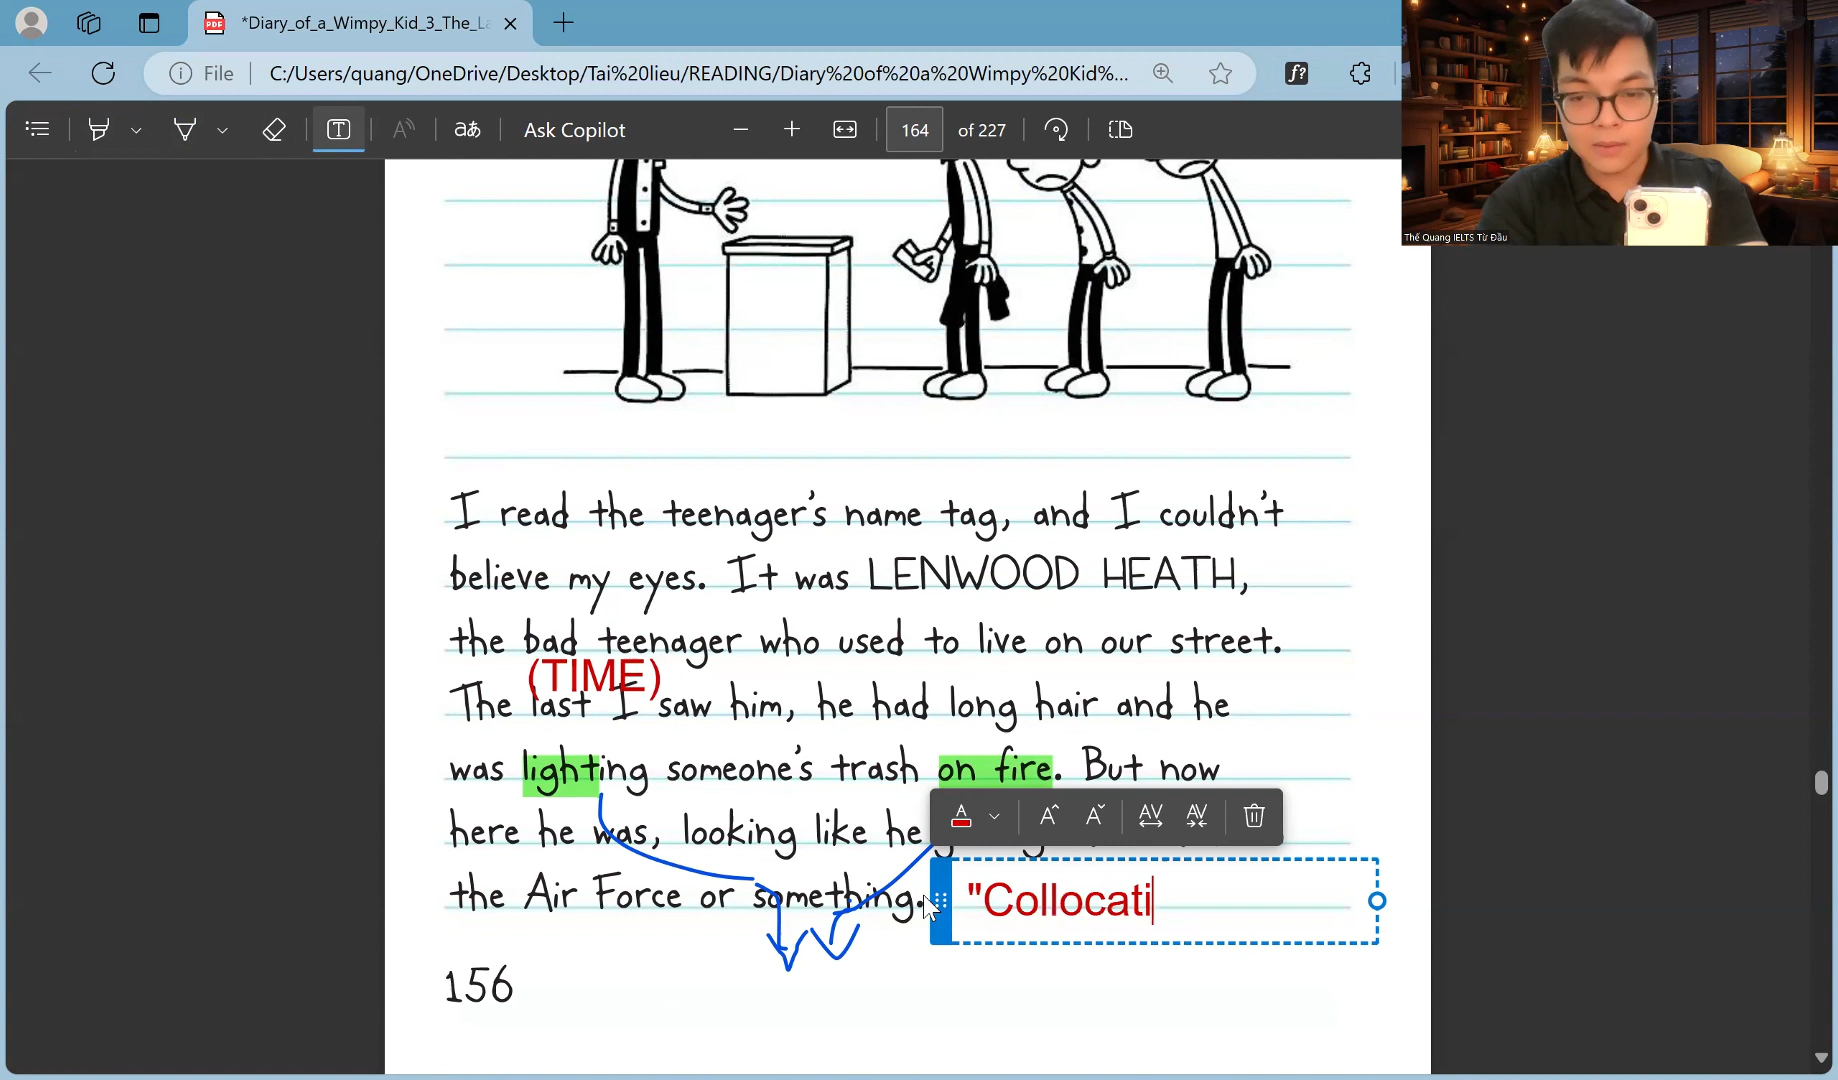 *Diary_of_a_Wimpy_Kid_3_The_La
File
C:/Users/quang/OneDrive/Desktop/Tai%20lieu/READING/Diary%20of%20a%20Wimpy%20Kid%...
f?
aあ
Ask Copilot
164 of 227
Thế Quang IELTS Từ Đầu
I read the teenager's name tag, and I couldn't
believe my eyes. It was LENWOOD HEATH,
the bad teenager who used to live on our street.
(TIME)
The last I saw him, he had long hair and he
was lighting someone's trash on fire. But now
here he was, looking like he
the Air Force or something.
"Collocati
156